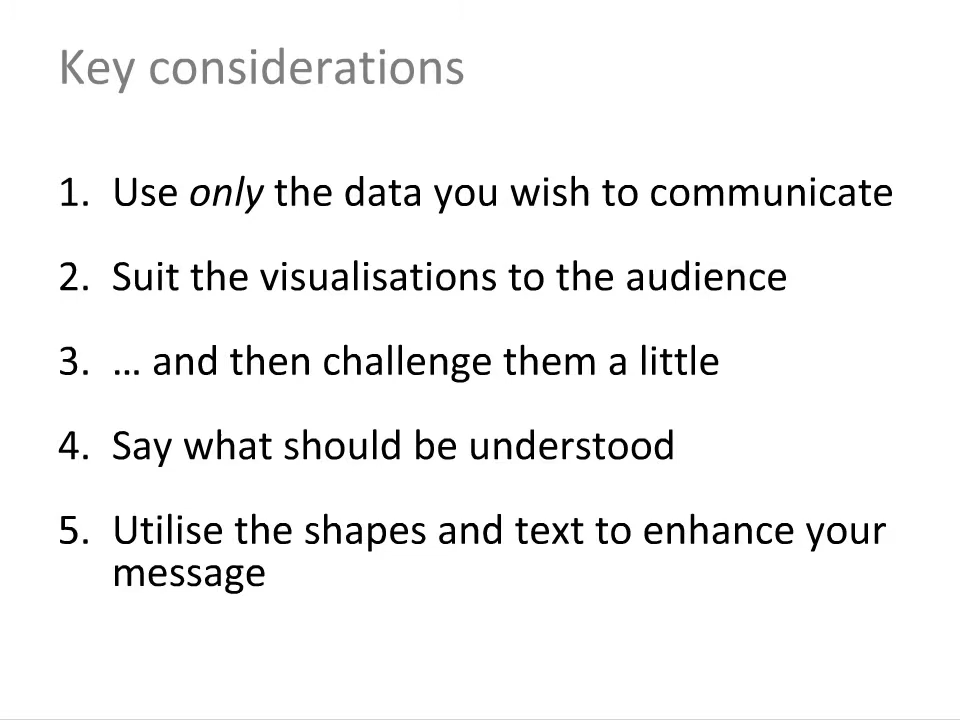 Key considerations
1. Use only the data you wish to communicate
2. Suit the visualisations to the audience
3. … and then challenge them a little
4. Say what should be understood
5. Utilise the shapes and text to enhance your
message